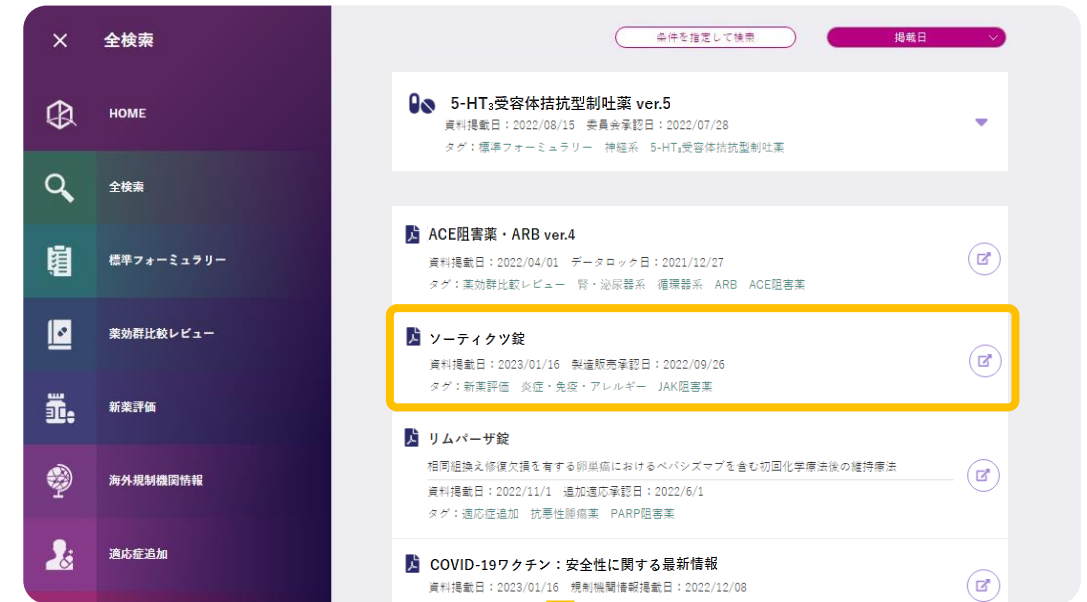 全検索
HOME
全検索
標準フォーミュラリー
薬効群比較レビュー
新薬評価
海外規制機関情報
適応症追加
条件を指定して検索
掲載日
5-HT₃受容体拮抗型制吐薬 ver.5
資料掲載日：2022/08/15 委員会承認日：2022/07/28
タグ：標準フォーミュラリー 神経系 5-HT₃受容体拮抗型制吐薬
ACE阻害薬・ARB ver.4
資料掲載日：2022/04/01 データロック日：2021/12/27
タグ：薬効群比較レビュー 腎・泌尿器系 循環器系 ARB ACE阻害薬
ソーティクツ錠
資料掲載日：2023/01/16 製造販売承認日：2022/09/26
タグ：新薬評価 炎症・免疫・アレルギー JAK阻害薬
リムパーザ錠
相同組換え修復欠損を有する卵巣癌におけるベバシズマブを含む初回化学療法後の維持療法
資料掲載日：2022/11/1 追加適応承認日：2022/6/1
タグ：適応症追加 抗悪性腫瘍薬 PARP阻害薬
COVID-19ワクチン：安全性に関する最新情報
資料掲載日：2023/01/16 規制機関情報掲載日：2022/12/08